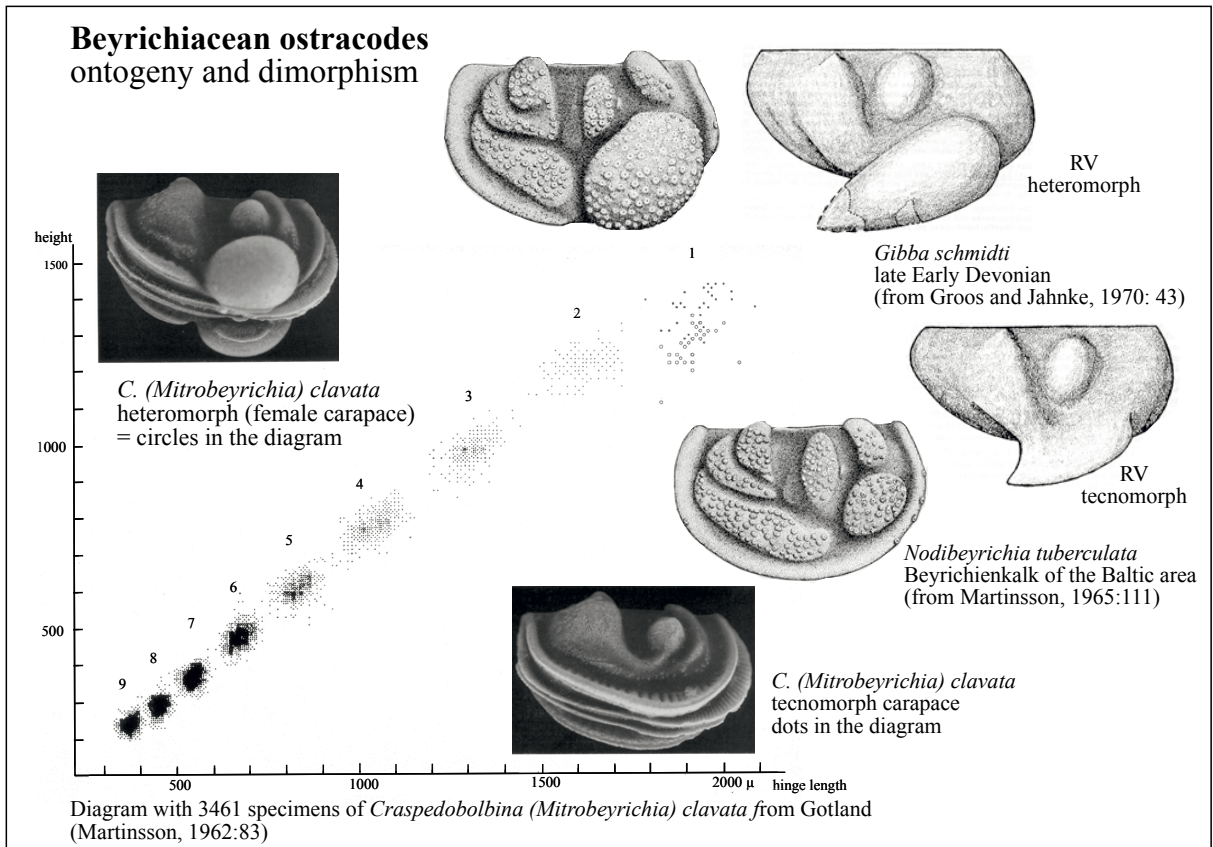 Beyrichiacean ostracodes
ontogeny and dimorphism
RV
heteromorph
Gibba schmidti
late Early Devonian
(from Groos and Jahnke, 1970: 43)
height
1500
1000
500
1
2
3
4
5
6
7
8
9
C. (Mitrobeyrichia) clavata
heteromorph (female carapace)
= circles in the diagram
RV
tecnomorph
Nodibeyrichia tuberculata
Beyrichienkalk of the Baltic area
(from Martinsson, 1965:111)
C. (Mitrobeyrichia) clavata
tecnomorph carapace
dots in the diagram
500
1000
1500
2000 µ
hinge length
Diagram with 3461 specimens of Craspedobolbina (Mitrobeyrichia) clavata from Gotland
(Martinsson, 1962:83)